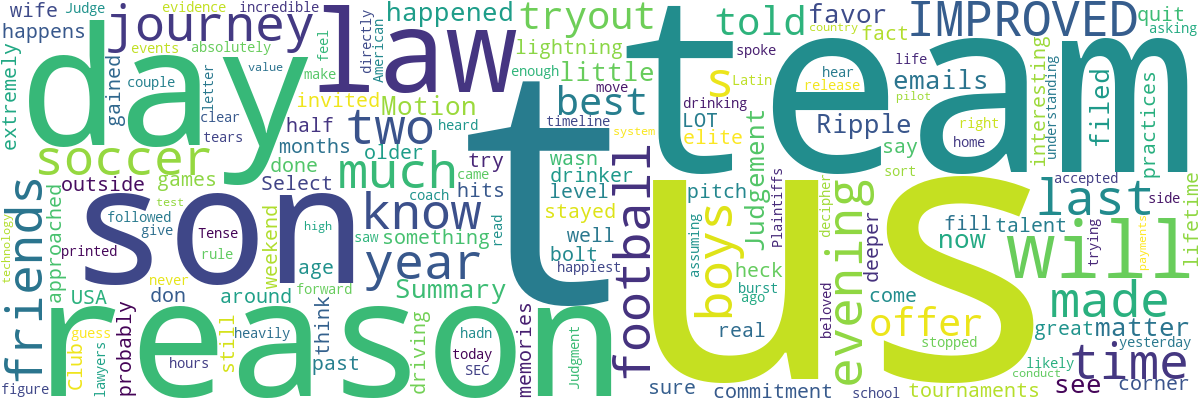 wife Judge evidence incredible
happens journey law happened tryout told favor IMPROVED quit
extremely events absolutely directly American feel lightning spoke fact country asking
day gained couple cletter value make enough little move s Latin hear life emails interesting understanding filled practices
clear tears invited Motion best team drinking release pilot
half two timeline LOT elite Ripple right
soccer months older heard system say home
outside done much try wasn drinker Judgement sort
friends games Select coach came hits level football pitch Plaintiffs decipher evening last accepted side lifetime
approached test son Tense know read t stayed boys us deeper fill talent
followed give high saw something well now will trying
technology printed rule weekend year bolt assuming
never age forward happiest heck come payments
USA don around Summary memories burst ago beloved made
reason still think driving hadn real offer great matter
Club guess heavily past today Judgment stopped yesterday
probably hours SEC likely time
lawyers conduct see corner
figure sure commitment school tournaments